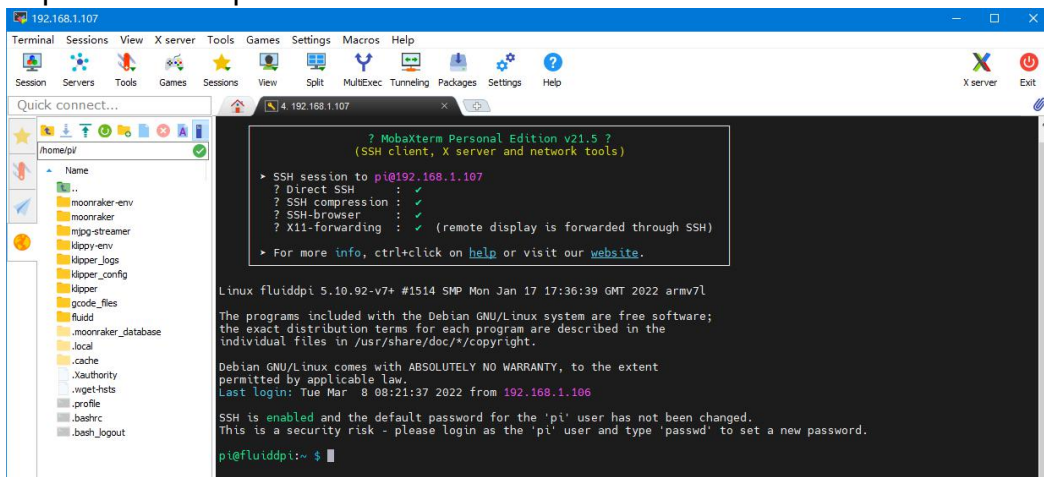 192.168.1.107
Terminal Sessions View X server Tools Games Settings Macros Help
Session Servers Tools Games Sessions View Split MultiExec Tunneling Packages Settings Help X server Exit
Quick connect...
4. 192.168.1.107
/home/pi/
Name
..
moonraker-env
moonraker
mjpg-streamer
klippy-env
klipper_logs
klipper_config
klipper
gcode_files
fluidd
.moonraker_database
.local
.cache
.Xauthority
.wget-hsts
.profile
.bashrc
.bash_logout
? MobaXterm Personal Edition v21.5 ?
(SSH client, X server and network tools)
➤ SSH session to pi@192.168.1.107
? Direct SSH : ✔
? SSH compression : ✔
? SSH-browser : ✔
? X11-forwarding : ✔ (remote display is forwarded through SSH)
➤ For more info, ctrl+click on help or visit our website.
Linux fluiddpi 5.10.92-v7+ #1514 SMP Mon Jan 17 17:36:39 GMT 2022 armv7l
The programs included with the Debian GNU/Linux system are free software;
the exact distribution terms for each program are described in the
individual files in /usr/share/doc/*/copyright.
Debian GNU/Linux comes with ABSOLUTELY NO WARRANTY, to the extent
permitted by applicable law.
Last login: Tue Mar 8 08:21:37 2022 from 192.168.1.106
SSH is enabled and the default password for the 'pi' user has not been changed.
This is a security risk - please login as the 'pi' user and type 'passwd' to set a new password.
pi@fluiddpi:~ $